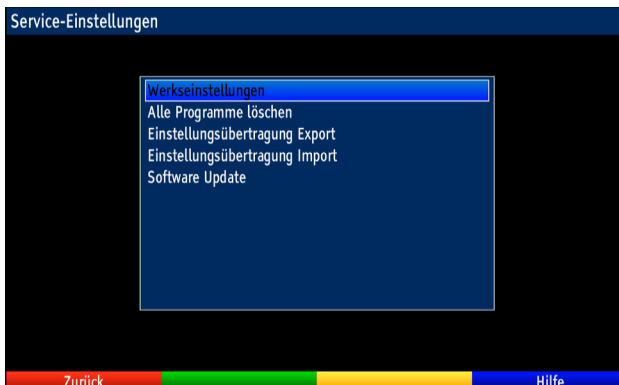 Service-Einstellungen
Werkseinstellungen
Alle Programme löschen
Einstellungsübertragung Export
Einstellungsübertragung Import
Software Update
Zurück
Hilfe